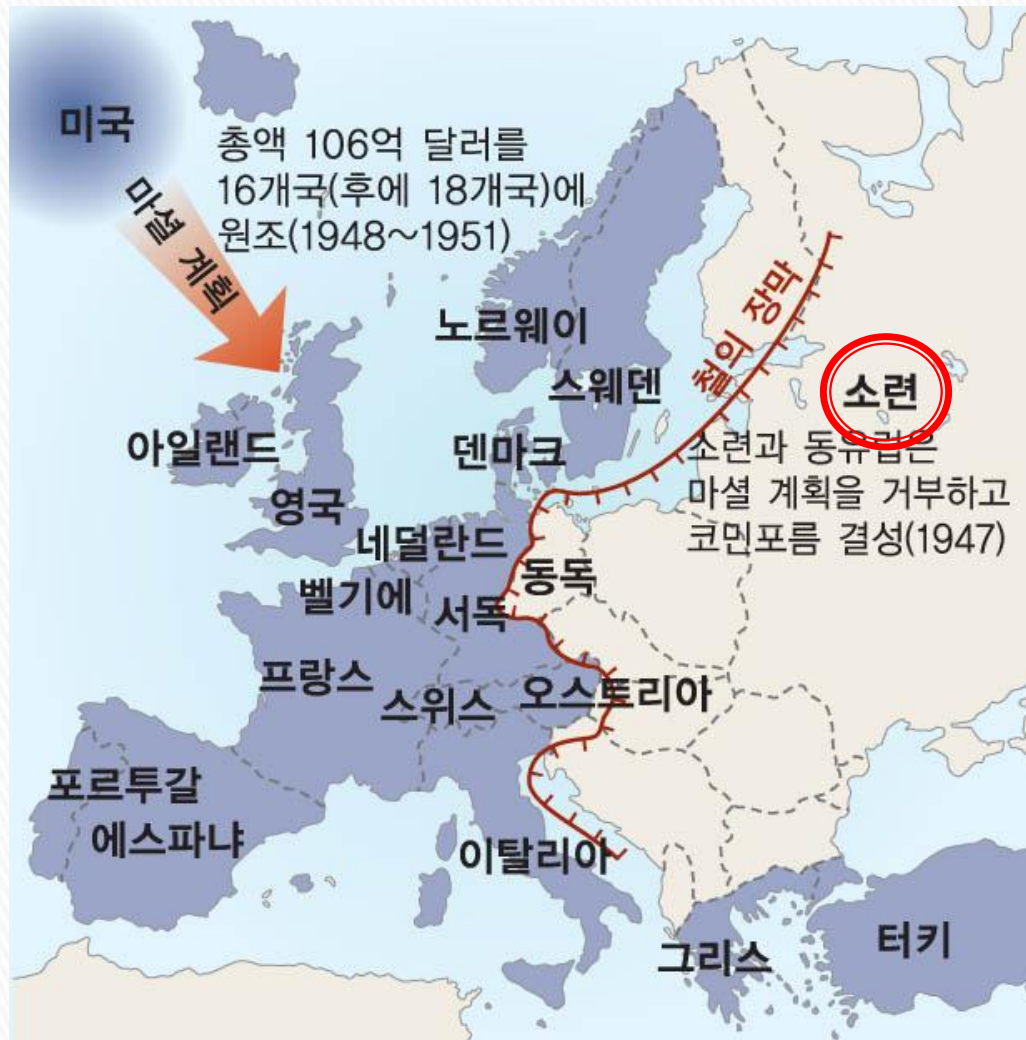 미국
총액 106억 달러를
16개국(후에 18개국)에
원조(1948~1951)
마셜 계획
노르웨이
스웨덴
철의 장막
소련
소련과 동유럽은
마셜 계획을 거부하고
코민포름 결성(1947)
아일랜드
덴마크
영국
네덜란드
벨기에
서독
동독
프랑스
스위스
오스트리아
포르투갈
에스파냐
이탈리아
그리스
터키